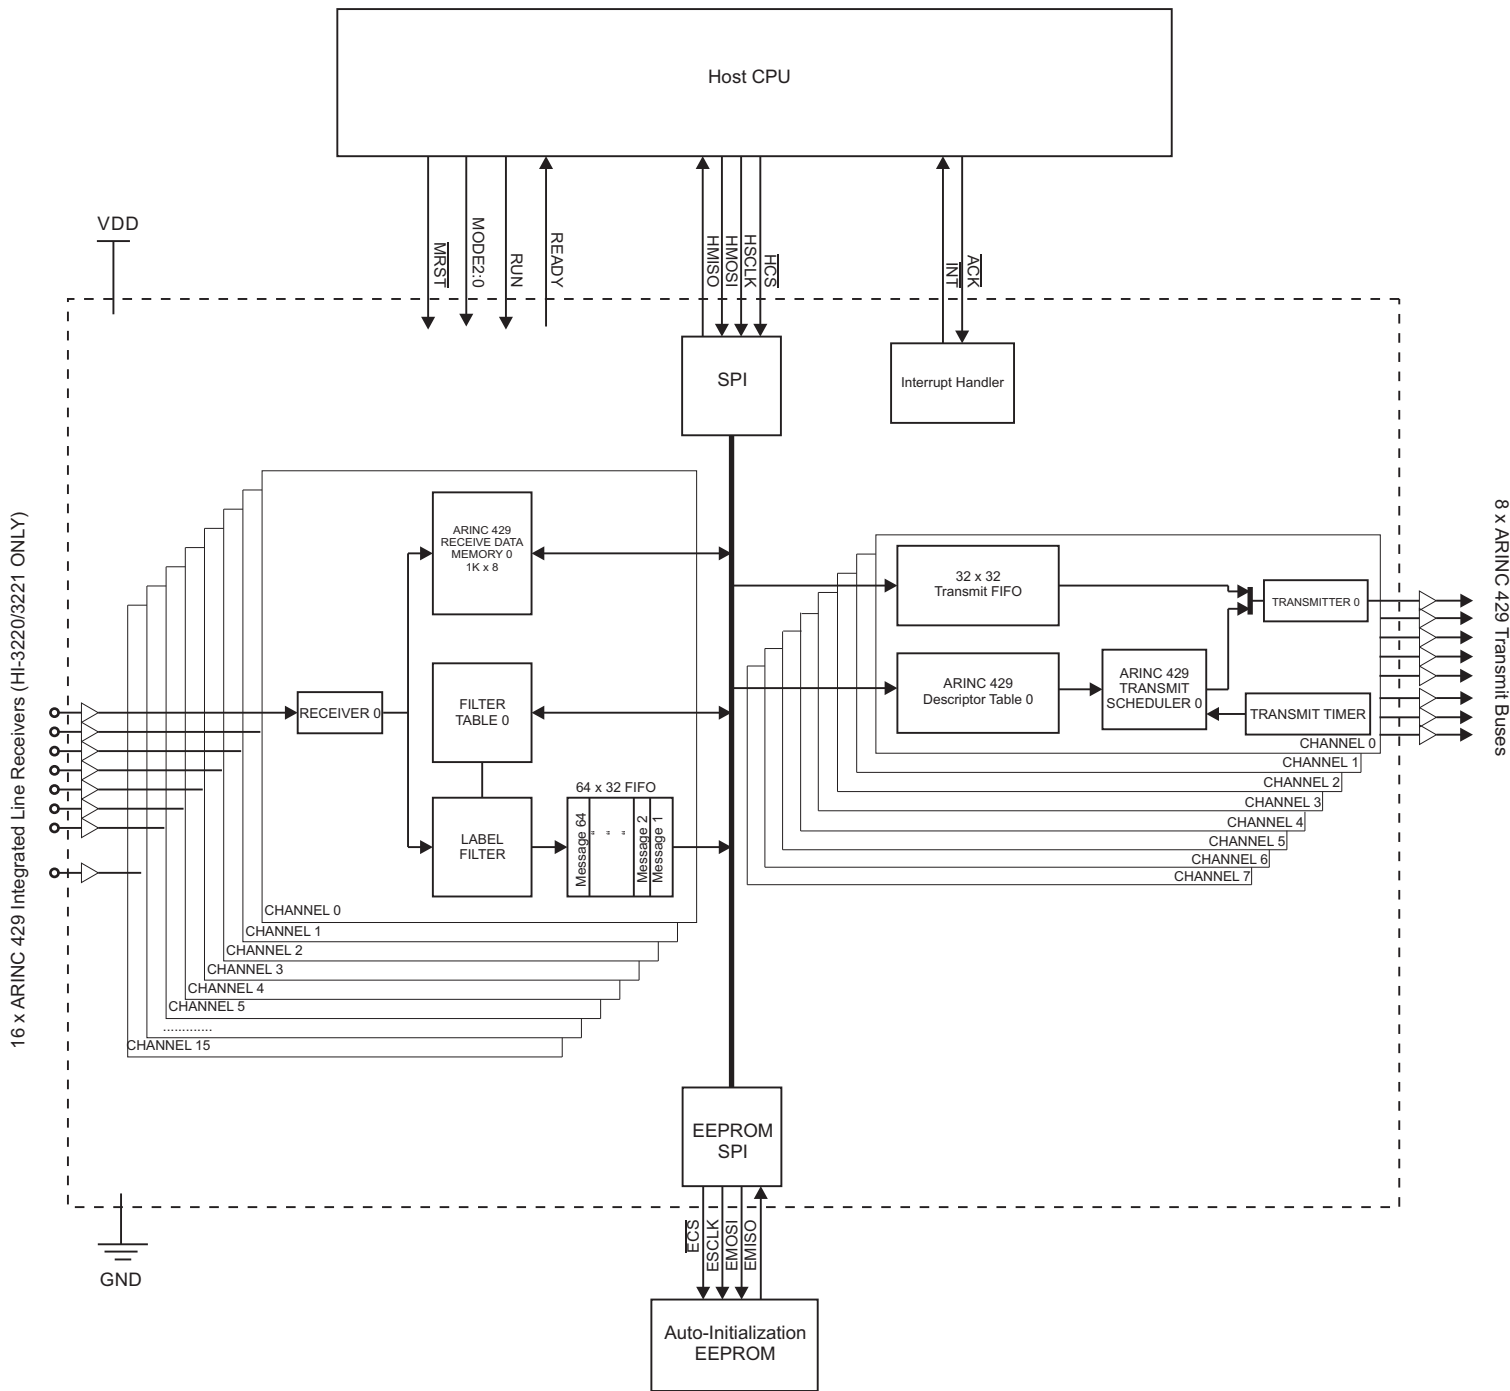 Host CPU
VDD
MRST
MODE2:0
RUN
READY
HMISO
HMOSI
HSCLK
HCS
INT
ACK
SPI
Interrupt Handler
16 x ARINC 429 Integrated Line Receivers (HI-3220/3221 ONLY)
ARINC 429
RECEIVE DATA
MEMORY 0
1K x 8
RECEIVER 0
FILTER
TABLE 0
LABEL
FILTER
64 x 32 FIFO
Message 64
" " "
Message 2
Message 1
CHANNEL 0
CHANNEL 1
CHANNEL 2
CHANNEL 3
CHANNEL 4
CHANNEL 5
.............
CHANNEL 15
32 x 32
Transmit FIFO
TRANSMITTER 0
ARINC 429
Descriptor Table 0
ARINC 429
TRANSMIT
SCHEDULER 0
TRANSMIT TIMER
CHANNEL 0
CHANNEL 1
CHANNEL 2
CHANNEL 3
CHANNEL 4
CHANNEL 5
CHANNEL 6
CHANNEL 7
8 x ARINC 429 Transmit Buses
EEPROM
SPI
ECS
ESCLK
EMOSI
EMISO
GND
Auto-Initialization
EEPROM